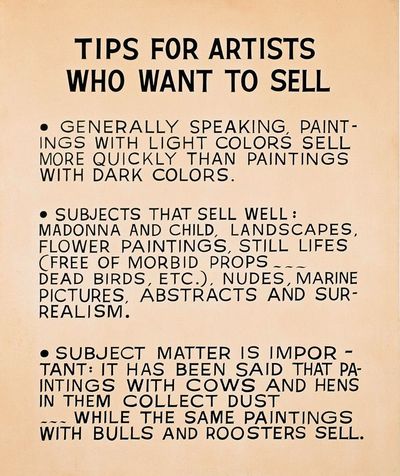 TIPS FOR ARTISTS
WHO WANT TO SELL
• GENERALLY SPEAKING, PAINT-
INGS WITH LIGHT COLORS SELL
MORE QUICKLY THAN PAINTINGS
WITH DARK COLORS.
• SUBJECTS THAT SELL WELL:
MADONNA AND CHILD, LANDSCAPES,
FLOWER PAINTINGS, STILL LIFES
(FREE OF MORBID PROPS ___
DEAD BIRDS, ETC.), NUDES, MARINE
PICTURES, ABSTRACTS AND SUR-
REALISM.
• SUBJECT MATTER IS IMPOR-
TANT: IT HAS BEEN SAID THAT PA-
INTINGS WITH COWS AND HENS
IN THEM COLLECT DUST
___ WHILE THE SAME PAINTINGS
WITH BULLS AND ROOSTERS SELL.